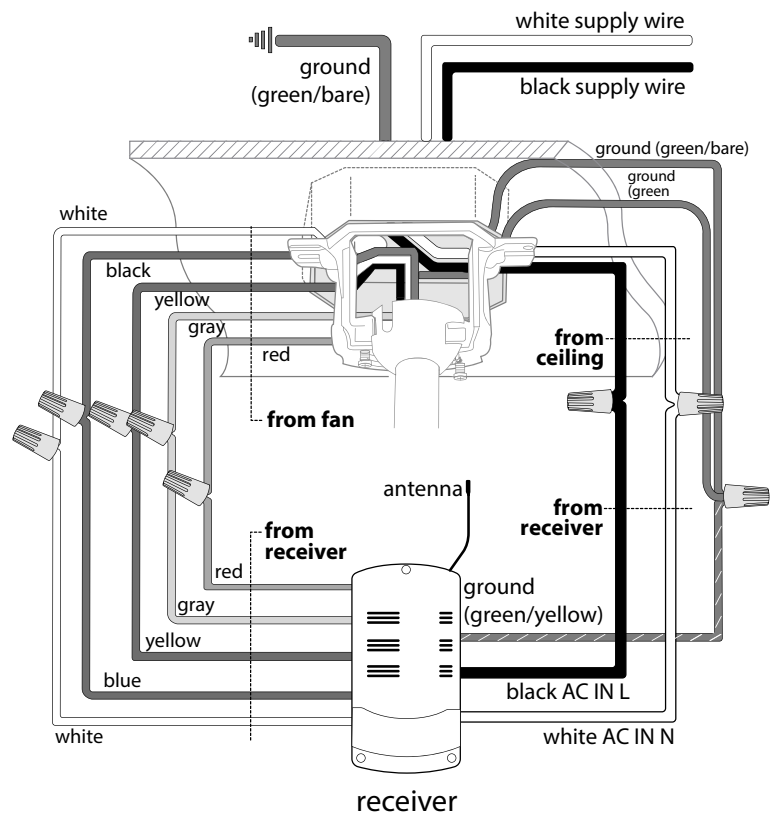 white supply wire
ground
(green/bare)
black supply wire
ground (green/bare)
ground
(green
white
black
yellow
gray
red
from
ceiling
from fan
antenna
from
receiver
from
receiver
red
ground
(green/yellow)
gray
yellow
blue
black AC IN L
white
white AC IN N
receiver